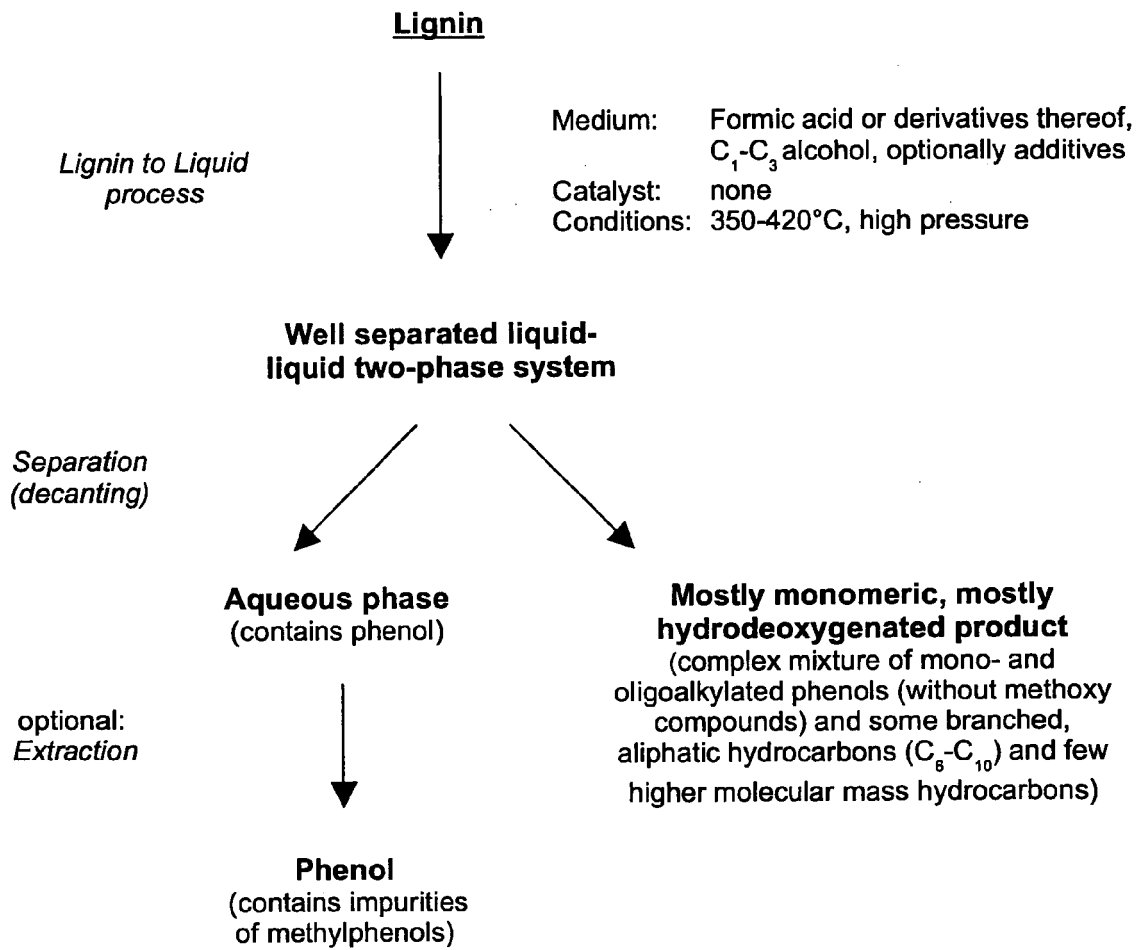 Lignin
Lignin to Liquid
process
Medium: Formic acid or derivatives thereof,
C₁-C₃ alcohol, optionally additives
Catalyst: none
Conditions: 350-420°C, high pressure
Well separated liquid-
liquid two-phase system
Separation
(decanting)
Aqueous phase
(contains phenol)
Mostly monomeric, mostly
hydrodeoxygenated product
(complex mixture of mono- and
oligoalkylated phenols (without methoxy
compounds) and some branched,
aliphatic hydrocarbons (C₆-C₁₀) and few
higher molecular mass hydrocarbons)
optional:
Extraction
Phenol
(contains impurities
of methylphenols)